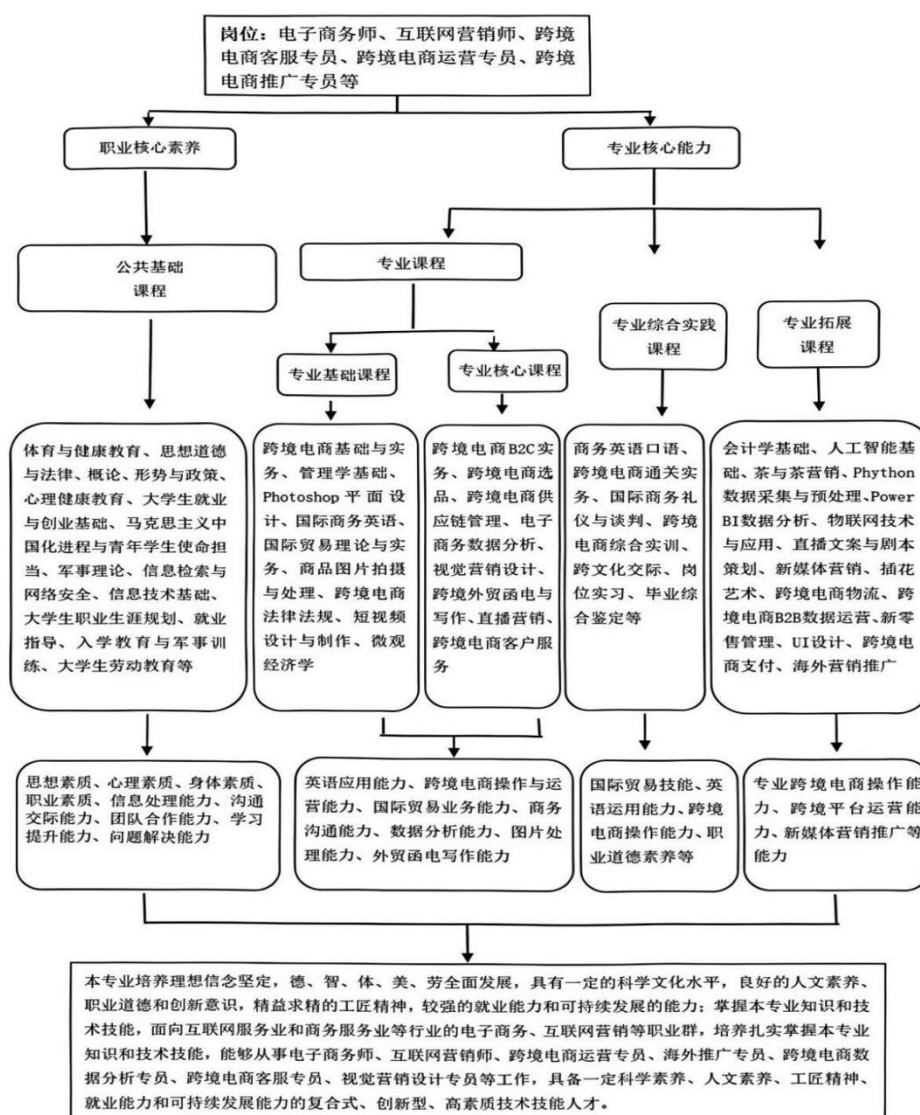 岗位：电子商务师、互联网营销师、跨境
电商客服专员、跨境电商运营专员、跨境
电商推广专员等
职业核心素养
专业核心能力
公共基础
课程
专业课程
专业综合实践
课程
专业拓展
课程
专业基础课程
专业核心课程
体育与健康教育、思想道德
与法律、概论、形势与政策、
心理健康教育、大学生就业
与创业基础、马克思主义中
国化进程与青年学生使命担
当、军事理论、信息检索与
网络安全、信息技术基础、
大学生职业生涯规划、就业
指导、入学教育与军事训
练、大学生劳动教育等
跨境电商基础与实
务、管理学基础、
Photoshop平面设
计、国际商务英语、
国际贸易理论与实
务、商品图片拍摄
与处理、跨境电商
法律法规、短视频
设计与制作、微观
经济学
跨境电商B2C实
务、跨境电商选
品、跨境电商供
应链管理、电子
商务数据分析、
视觉营销设计、
跨境外贸函电与
写作、直播营销、
跨境电商客户服
务
商务英语口语、
跨境电商通关实
务、国际商务礼
仪与谈判、跨境
电商综合实训、
跨文化交际、岗
位实习、毕业综
合鉴定等
会计学基础、人工智能基
础、茶与茶营销、Phython
数据采集与预处理、Power
BI数据分析、物联网技术
与应用、直播文案与剧本
策划、新媒体营销、插花
艺术、跨境电商物流、跨
境电商B2B数据运营、新零
售管理、UI设计、跨境电
商支付、海外营销推广
思想素质、心理素质、身体素质、
职业素质、信息处理能力、沟通
交际能力、团队合作能力、学习
提升能力、问题解决能力
英语应用能力、跨境电商操作与运
营能力、国际贸易业务能力、商务
沟通能力、数据分析能力、图片处
理能力、外贸函电写作能力
国际贸易技能、英
语运用能力、跨境
电商操作能力、职
业道德素养等
专业跨境电商操作能
力、跨境平台运营能
力、新媒体营销推广等
能力
本专业培养理想信念坚定，德、智、体、美、劳全面发展，具有一定的科学文化水平，良好的人文素养、
职业道德和创新意识，精益求精的工匠精神，较强的就业能力和可持续发展的能力；掌握本专业知识和技
术技能，面向互联网服务业和商务服务业等行业的电子商务、互联网营销等职业群，培养扎实掌握本专业
知识和技术技能，能够从事电子商务师、互联网营销师、跨境电商运营专员、海外推广专员、跨境电商数
据分析专员、跨境电商客服专员、视觉营销设计专员等工作，具备一定科学素养、人文素养、工匠精神、
就业能力和可持续发展能力的复合式、创新型、高素质技术技能人才。